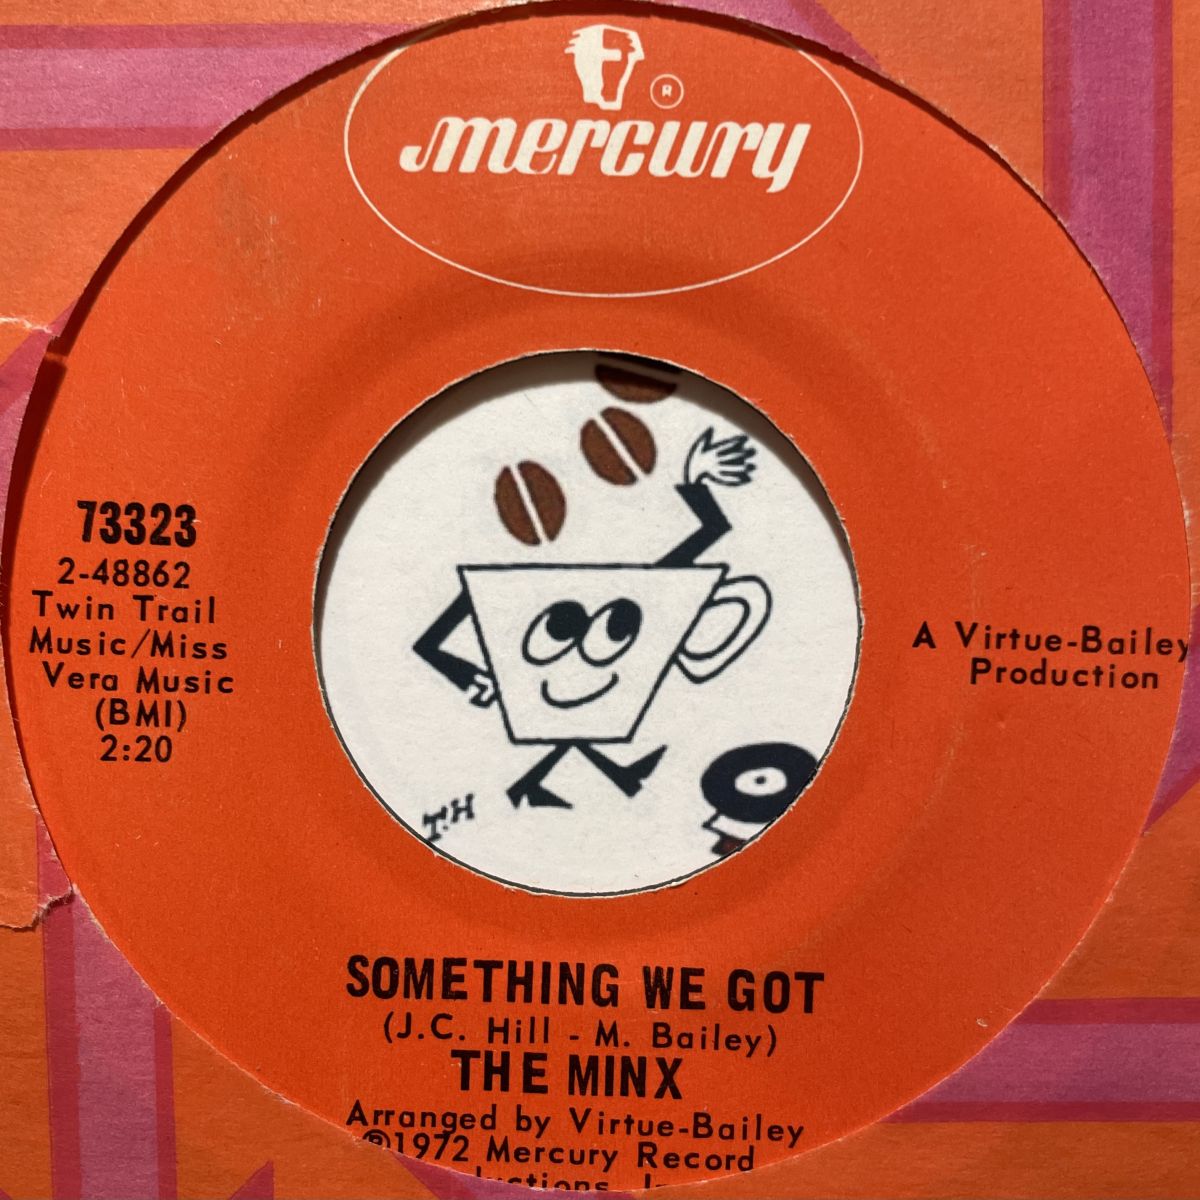 ®
mercury
73323
2-48862
Twin Trail
Music/Miss
Vera Music
(BMI)
2:20
A Virtue-Bailey
Production
T.H
SOMETHING WE GOT
(J.C. Hill - M. Bailey)
THE MINX
Arranged by Virtue-Bailey
℗1972 Mercury Record